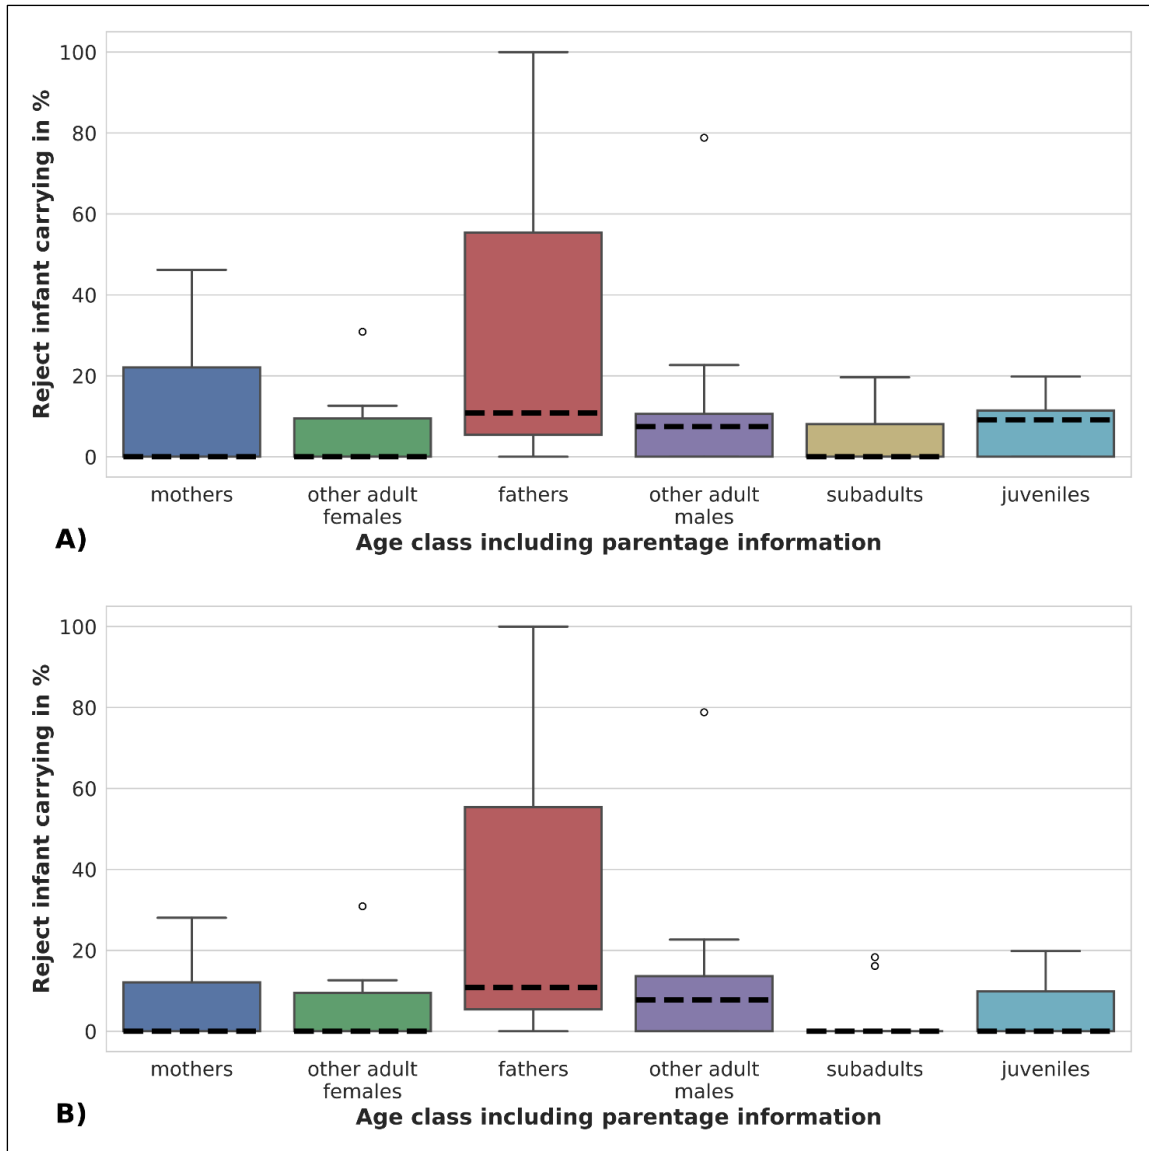 100
80
60
40
20
0
Reject infant carrying in %
mothers
other adult
females
fathers
other adult
males
subadults
juveniles
A)
Age class including parentage information
100
80
60
40
20
0
Reject infant carrying in %
mothers
other adult
females
fathers
other adult
males
subadults
juveniles
B)
Age class including parentage information